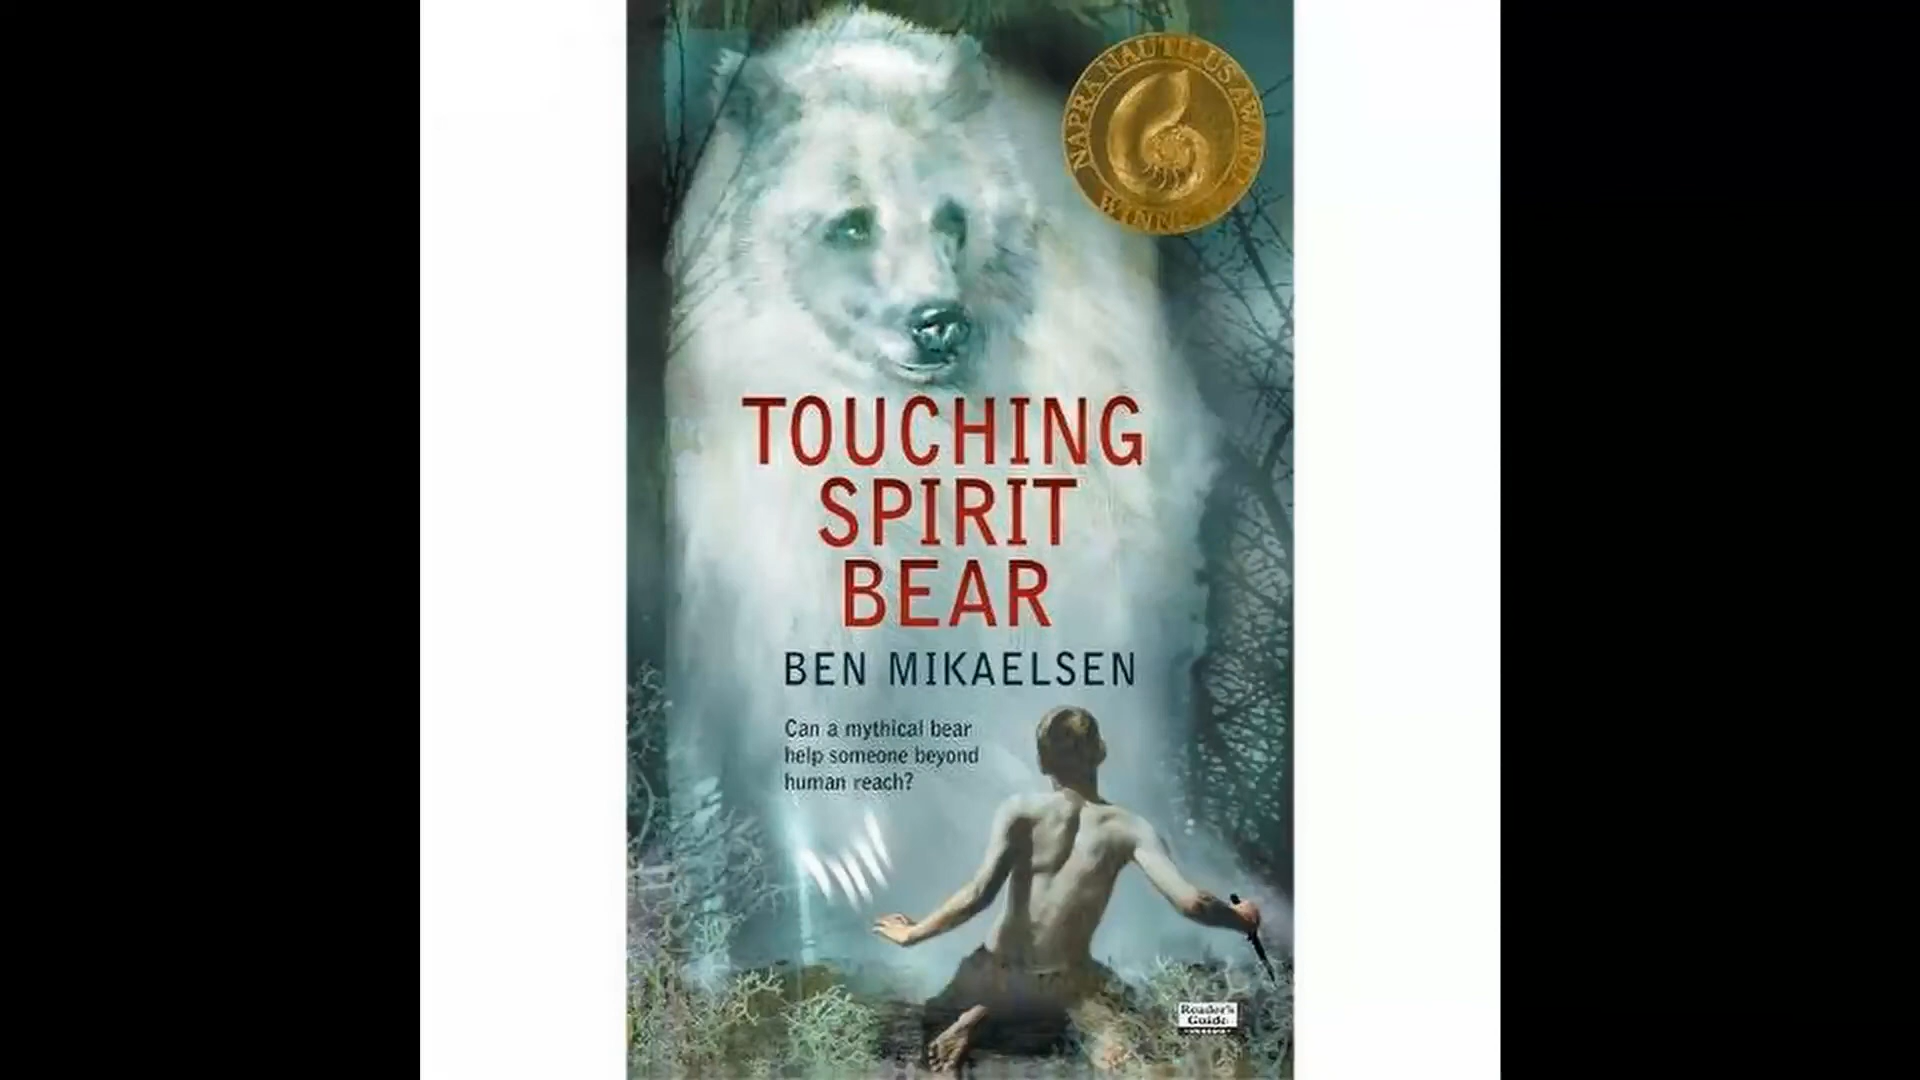 NAPRA NAUTILUS AWARD
WINNER
TOUCHING
SPIRIT
BEAR
BEN MIKAELSEN
Can a mythical bear
help someone beyond
human reach?
Reader's
Guide